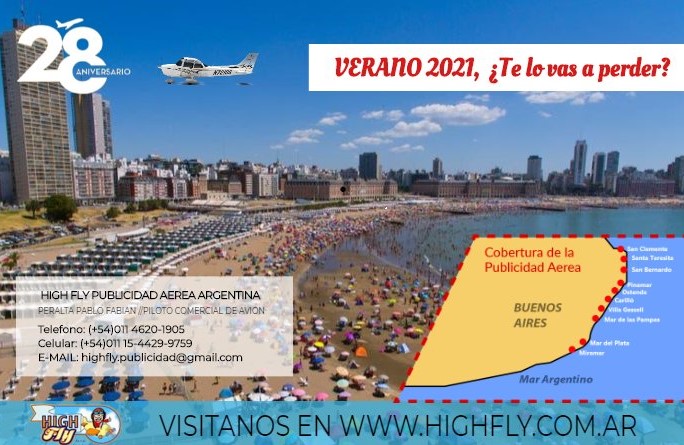 28
ANIVERSARIO
VERANO 2021, ¿Te lo vas a perder?
Cobertura de la
Publicidad Aerea
San Clemente
Santa Teresita
San Bernardo
Pinamar
Ostende
Cariló
Villa Gesell
Mar de las Pampas
Mar del Plata
Miramar
BUENOS
AIRES
Mar Argentino
HIGH FLY PUBLICIDAD AEREA ARGENTINA
PERALTA PABLO FABIAN //PILOTO COMERCIAL DE AVION
Telefono: (+54)011 4620-1905
Celular: (+54)011 15-4429-9759
E-MAIL: highfly.publicidad@gmail.com
HIGH
Fly
VISITANOS EN WWW.HIGHFLY.COM.AR